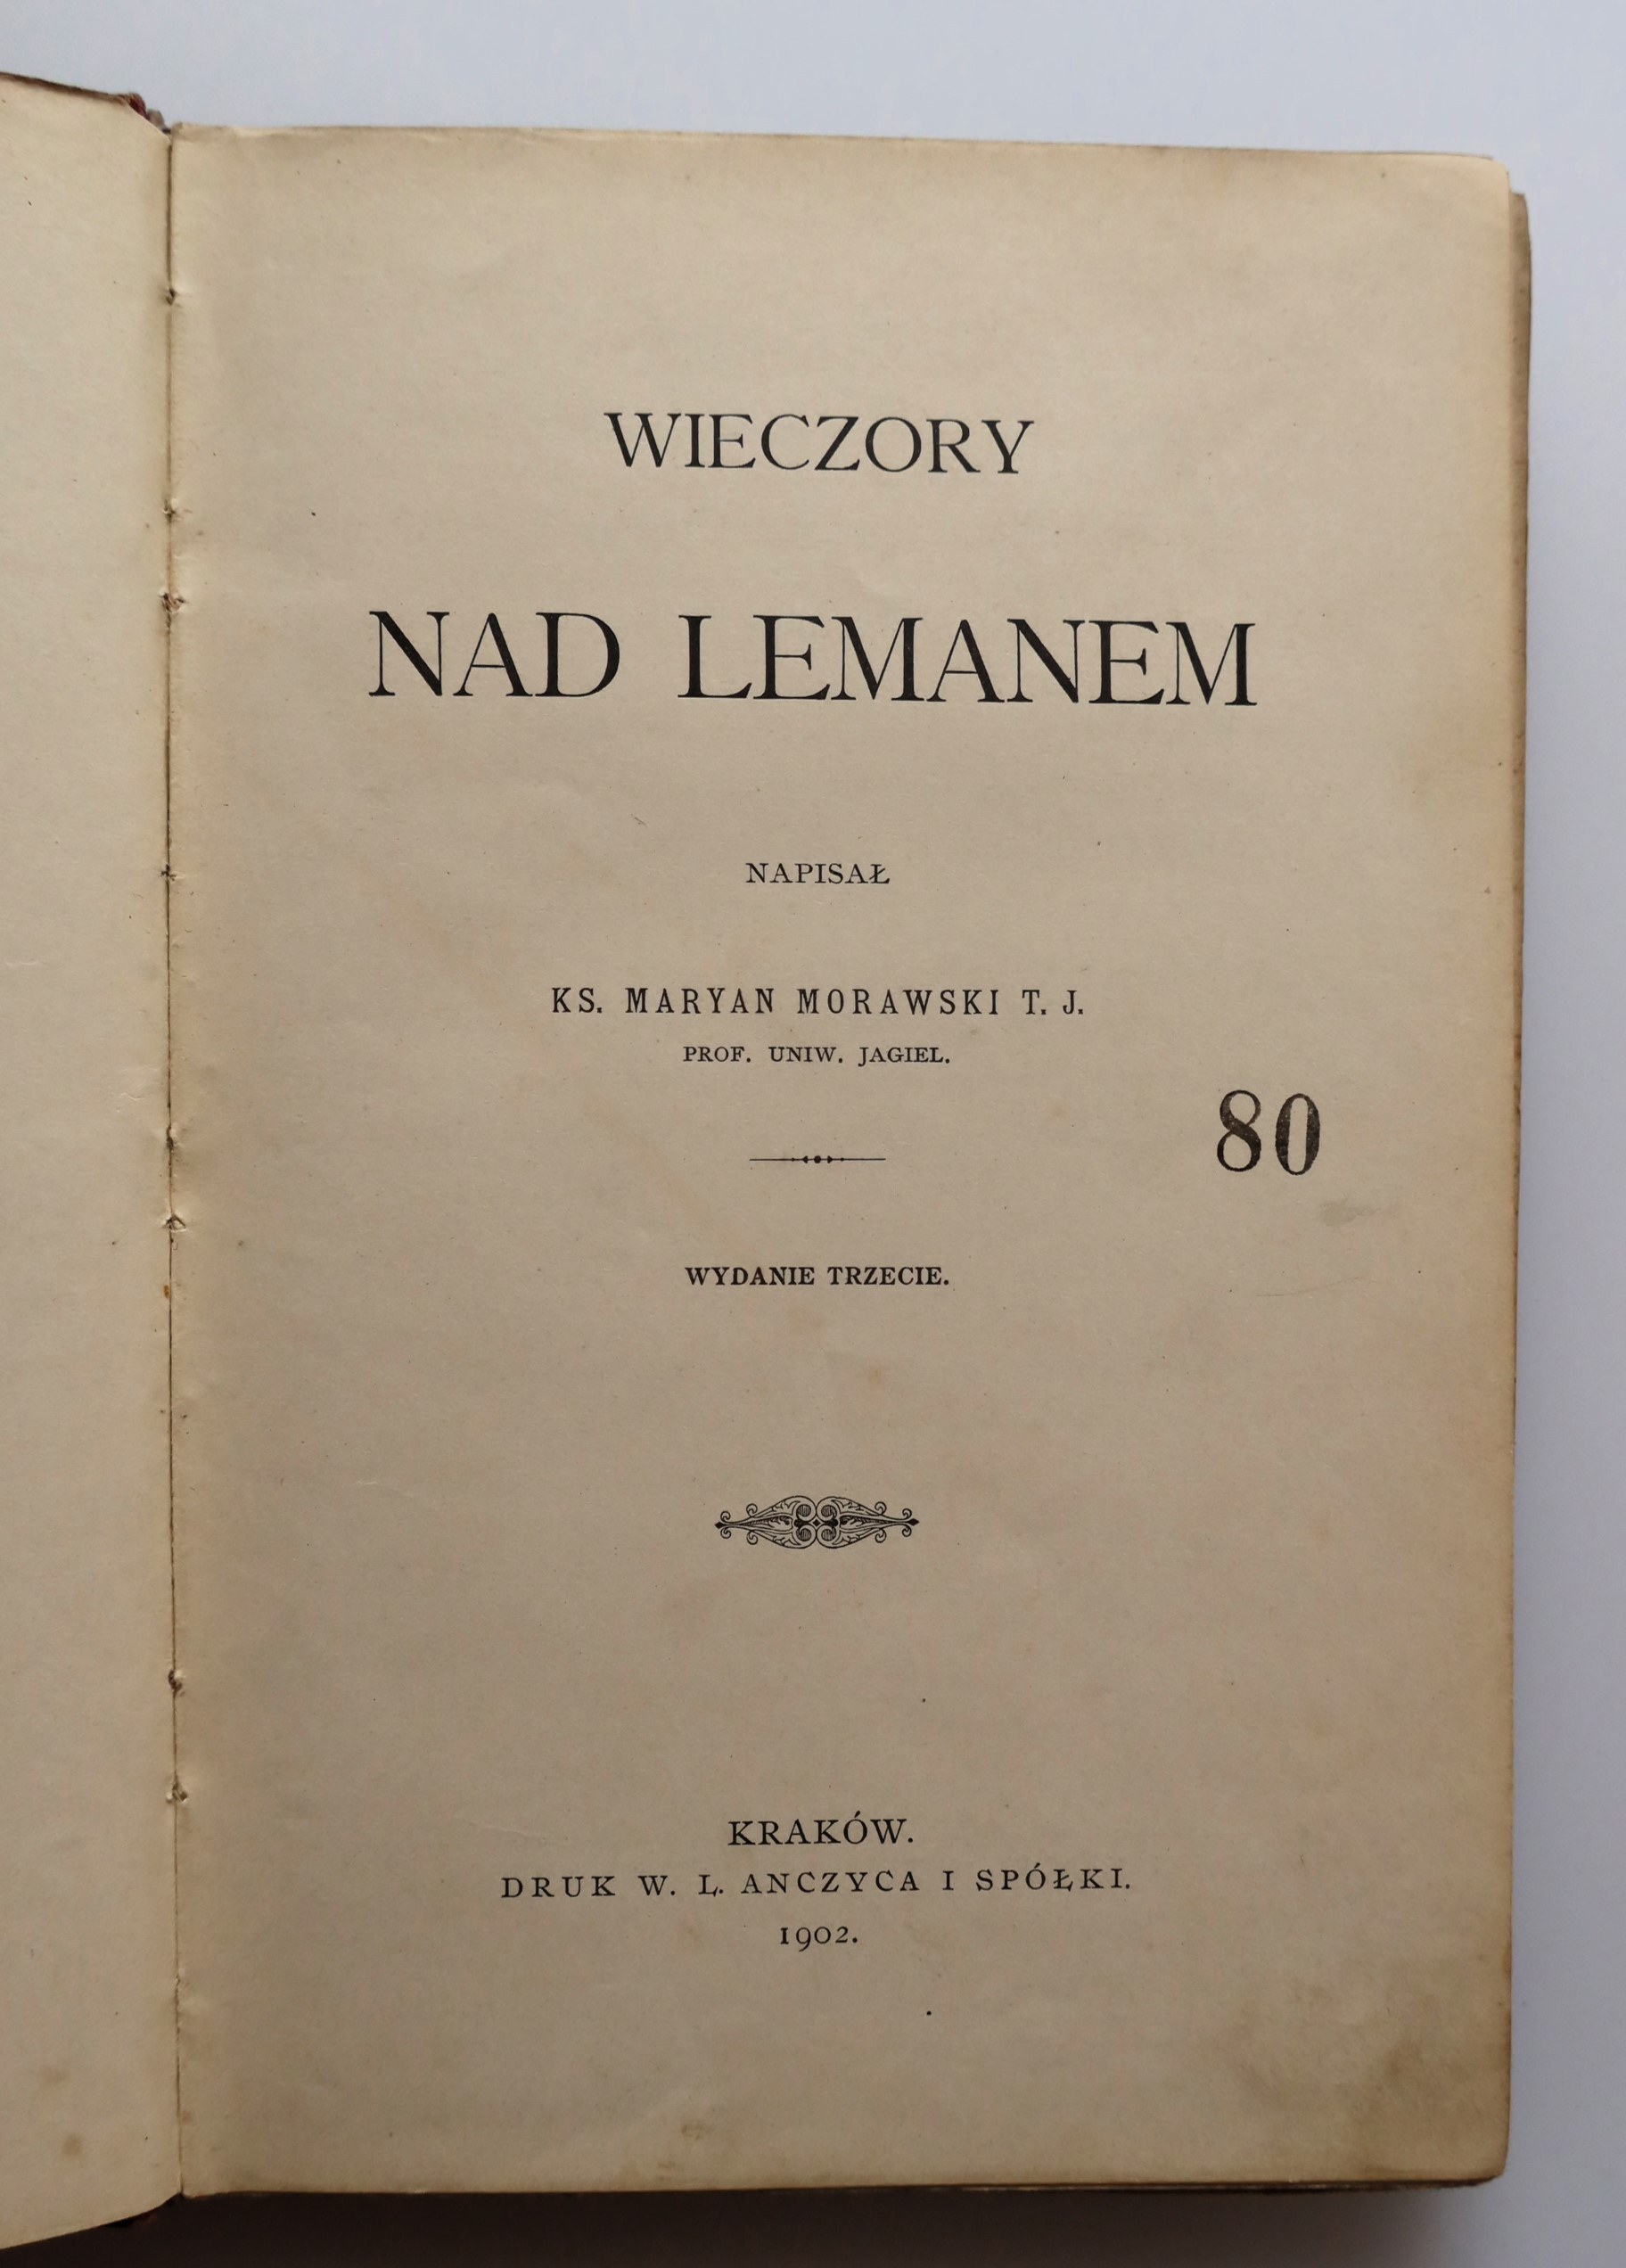 WIECZORY
NAD LEMANEM
NAPISAŁ
KS. MARYAN MORAWSKI T. J.
PROF. UNIW. JAGIEL.
80
WYDANIE TRZECIE.
KRAKÓW.
DRUK W. L. ANCZYCA I SPÓŁKI.
1902.